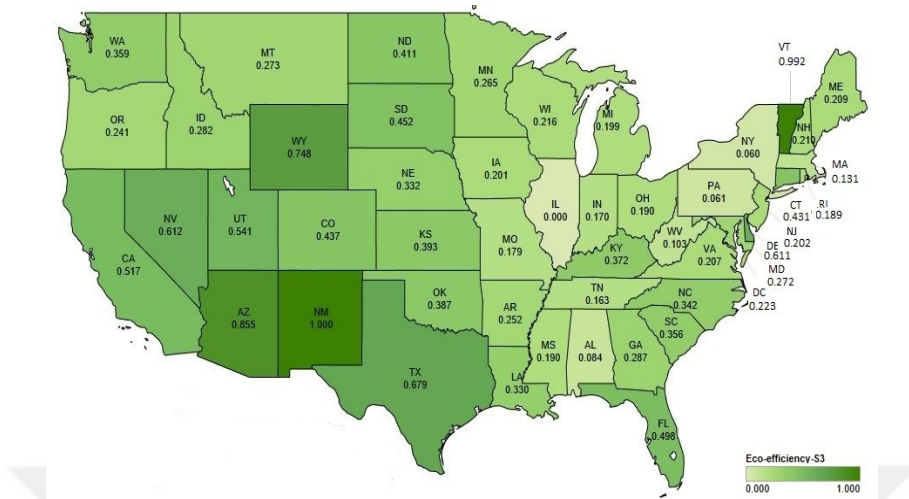 WA
0.359
MT
0.273
ND
0.411
MN
0.265
VT
0.992
ME
0.209
OR
0.241
ID
0.282
WY
0.748
SD
0.452
WI
0.216
MI
0.199
NY
0.060
NH
0.210
MA
0.131
NV
0.612
UT
0.541
CO
0.437
NE
0.332
IA
0.201
IL
0.000
IN
0.170
OH
0.190
PA
0.061
CT
0.431
RI
0.189
NJ
0.202
CA
0.517
KS
0.393
MO
0.179
KY
0.372
WV
0.103
VA
0.207
DE
0.611
MD
0.272
DC
0.223
AZ
0.855
NM
1.000
OK
0.387
AR
0.252
TN
0.163
NC
0.342
SC
0.356
TX
0.679
LA
0.330
MS
0.190
AL
0.084
GA
0.287
FL
0.498
Eco-efficiency-S3
0.000 1.000